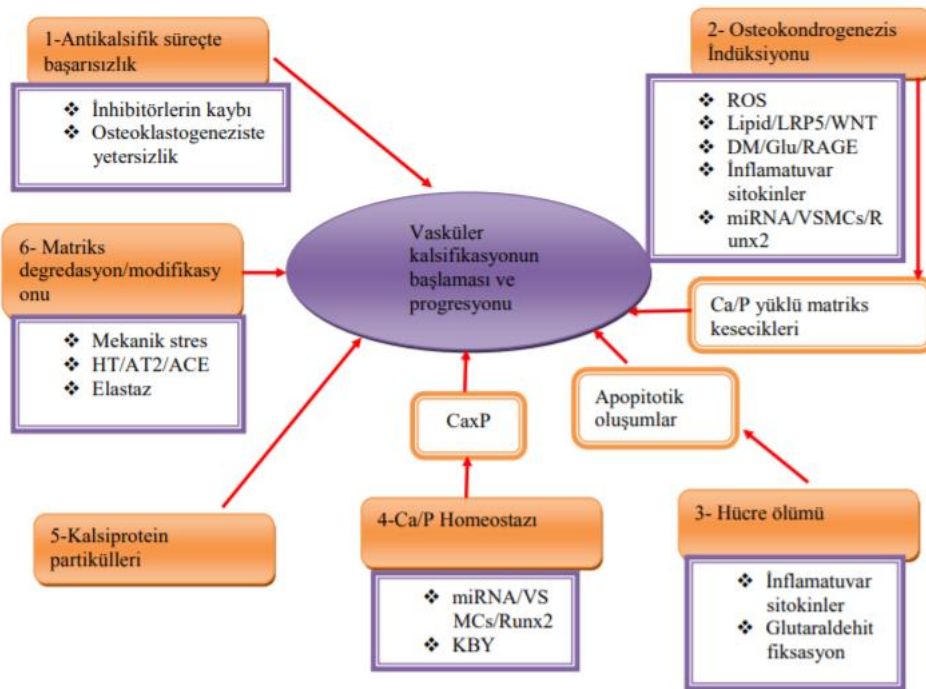 1-Antikalsifik süreçte
başarısızlık
❖ İnhibitörlerin kaybı
❖ Osteoklastogeneziste
yetersizlik
2- Osteokondrogenezis
İndüksiyonu
❖ ROS
❖ Lipid/LRP5/WNT
❖ DM/Glu/RAGE
❖ İnflamatuvar
sitokinler
❖ miRNA/VSMCs/R
unx2
Vasküler
kalsifikasyonun
başlaması ve
progresyonu
6- Matriks
degredasyon/modifikasy
onu
❖ Mekanik stres
❖ HT/AT2/ACE
❖ Elastaz
Ca/P yüklü matriks
kesecikleri
Apopitotik
oluşumlar
CaxP
5-Kalsiprotein
partikülleri
4-Ca/P Homeostazı
❖ miRNA/VS
MCs/Runx2
❖ KBY
3- Hücre ölümü
❖ İnflamatuvar
sitokinler
❖ Glutaraldehit
fiksasyon